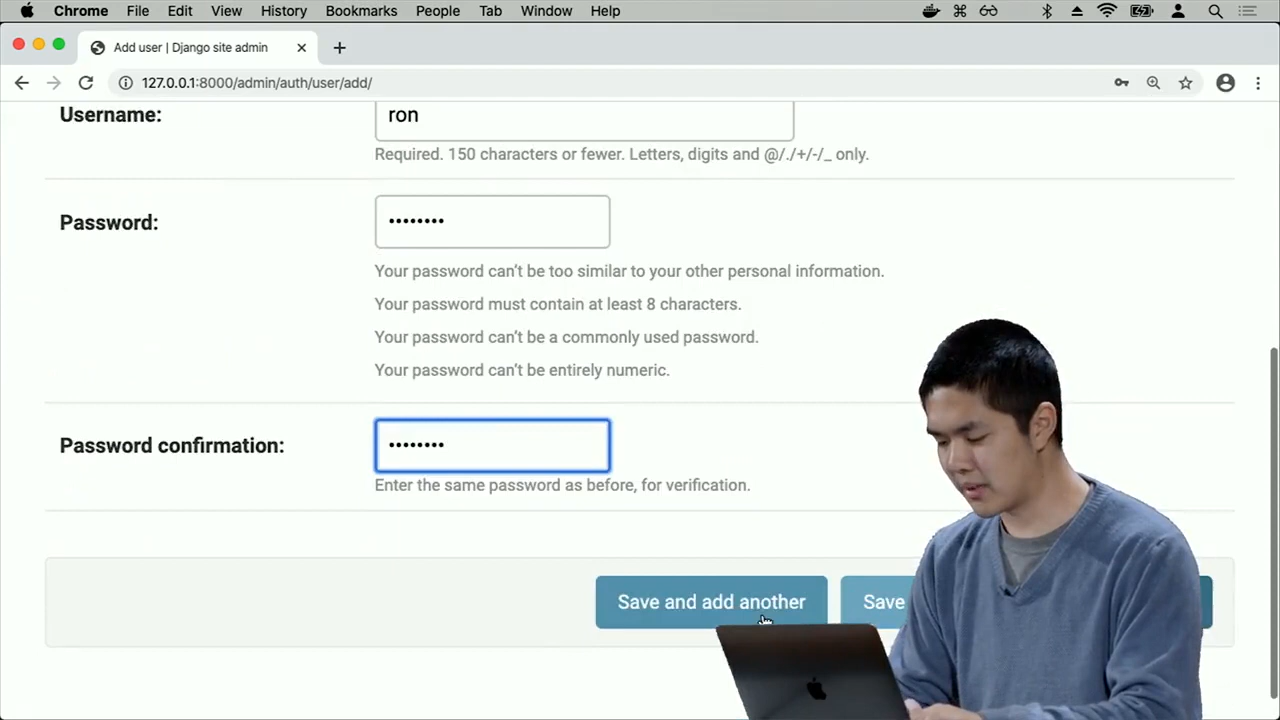 Chrome File Edit View History Bookmarks People Tab Window Help
Add user | Django site admin
127.0.0.1:8000/admin/auth/user/add/
Username: ron
Required. 150 characters or fewer. Letters, digits and @/./+/-/_ only.
Password: ••••••••
Your password can't be too similar to your other personal information.
Your password must contain at least 8 characters.
Your password can't be a commonly used password.
Your password can't be entirely numeric.
Password confirmation: ••••••••
Enter the same password as before, for verification.
Save and add another Save